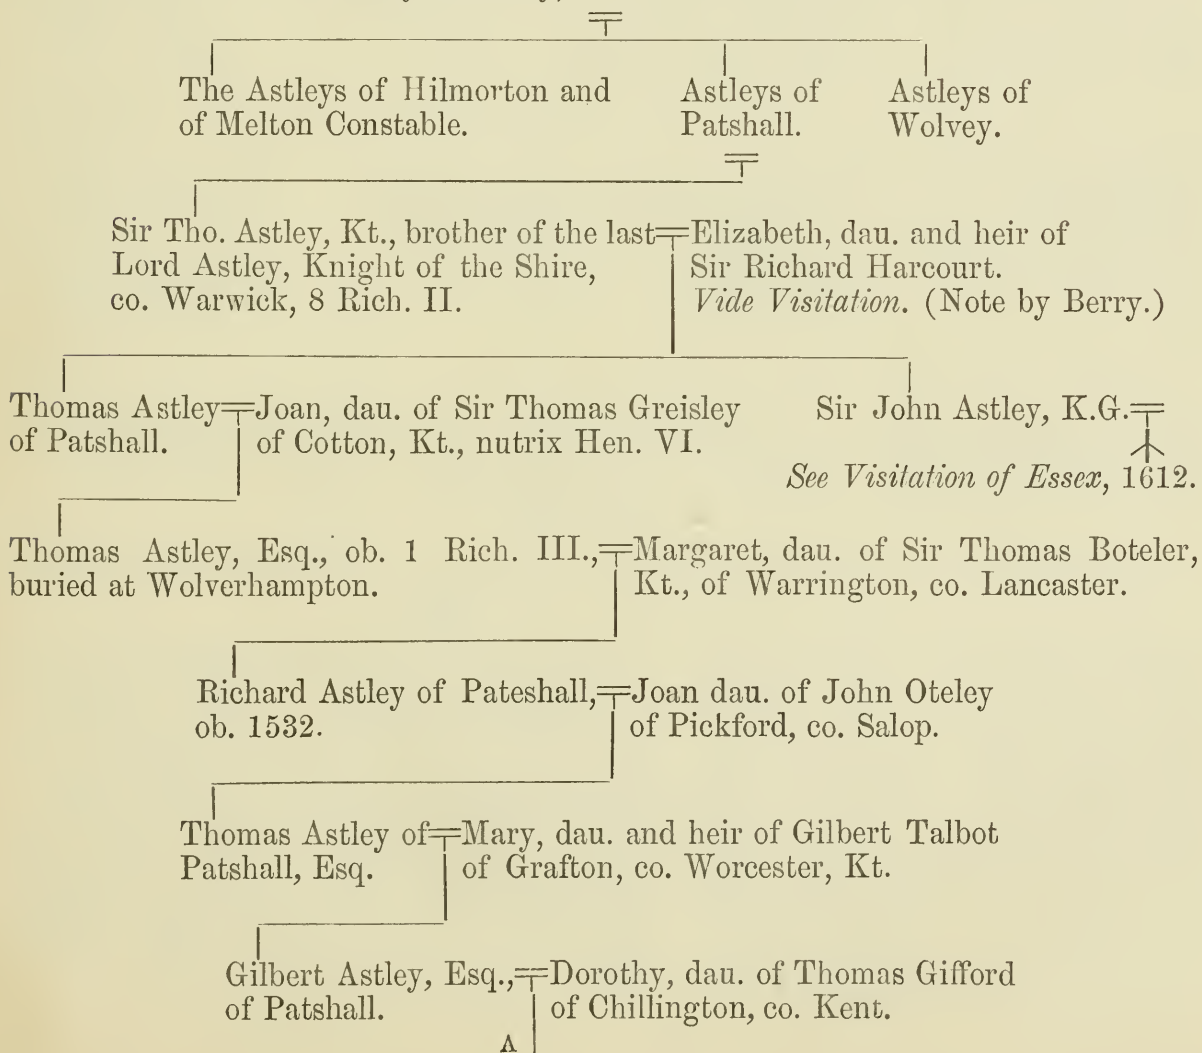 The Astleys of Hilmorton and
of Melton Constable.
Astleys of
Patshall.
Astleys of
Wolvey.
Sir Tho. Astley, Kt., brother of the last
Lord Astley, Knight of the Shire,
co. Warwick, 8 Rich. II.
Elizabeth, dau. and heir of
Sir Richard Harcourt.
Vide Visitation. (Note by Berry.)
Thomas Astley
of Patshall.
Joan, dau. of Sir Thomas Greisley
of Cotton, Kt., nutrix Hen. VI.
Sir John Astley, K.G.
See Visitation of Essex, 1612.
Thomas Astley, Esq., ob. 1 Rich. III.,
buried at Wolverhampton.
Margaret, dau. of Sir Thomas Boteler,
Kt., of Warrington, co. Lancaster.
Richard Astley of Pateshall,
ob. 1532.
Joan dau. of John Oteley
of Pickford, co. Salop.
Thomas Astley of
Patshall, Esq.
Mary, dau. and heir of Gilbert Talbot
of Grafton, co. Worcester, Kt.
Gilbert Astley, Esq.,
of Patshall.
Dorothy, dau. of Thomas Gifford
of Chillington, co. Kent.
A